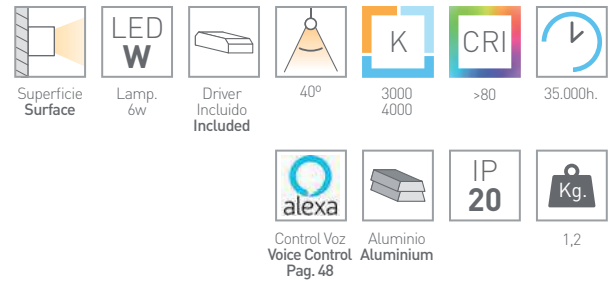 LED
W
K
CRI
Superficie
Surface
Lamp.
6w
Driver
Incluido
Included
40º
3000
4000
>80
35.000h.
alexa
IP
20
Kg.
Control Voz
Voice Control
Pag. 48
Aluminio
Aluminium
1,2